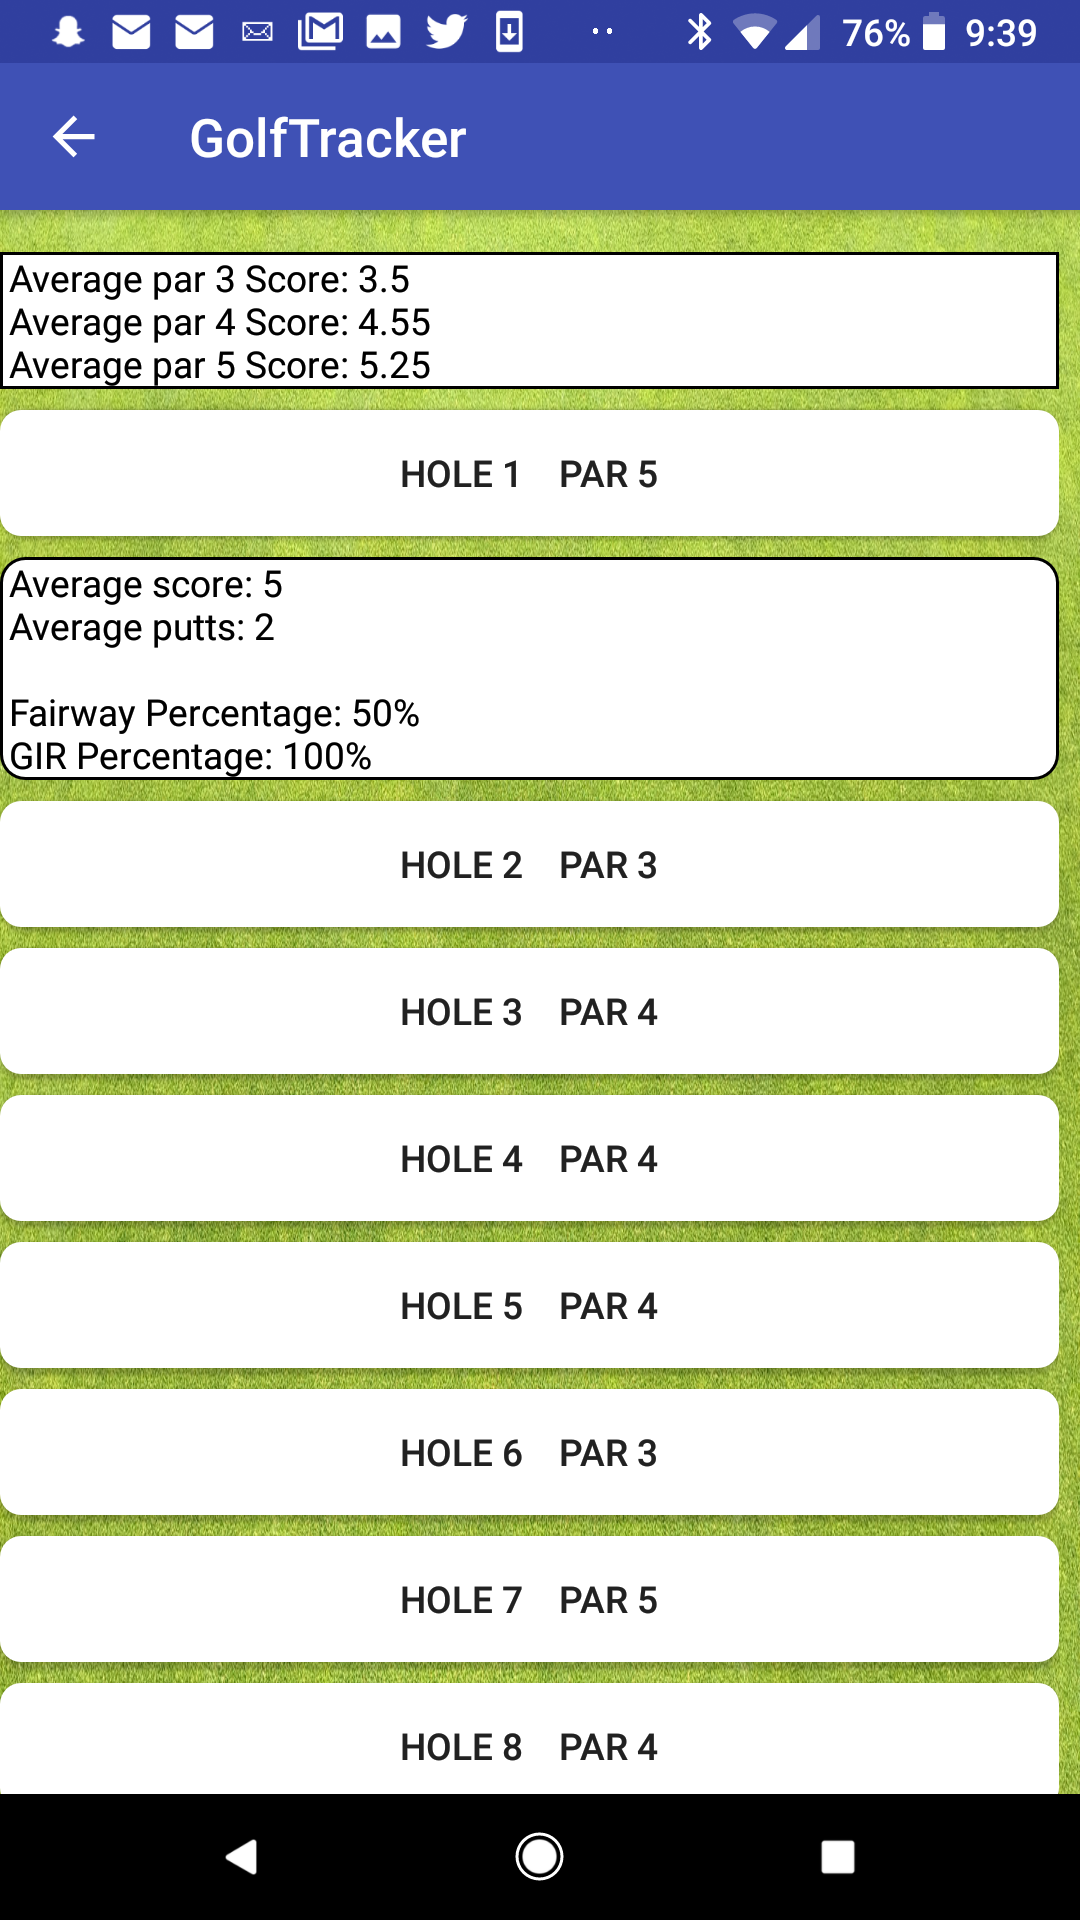 76% 9:39
GolfTracker
Average par 3 Score: 3.5
Average par 4 Score: 4.55
Average par 5 Score: 5.25
HOLE 1 PAR 5
Average score: 5
Average putts: 2
Fairway Percentage: 50%
GIR Percentage: 100%
HOLE 2 PAR 3
HOLE 3 PAR 4
HOLE 4 PAR 4
HOLE 5 PAR 4
HOLE 6 PAR 3
HOLE 7 PAR 5
HOLE 8 PAR 4